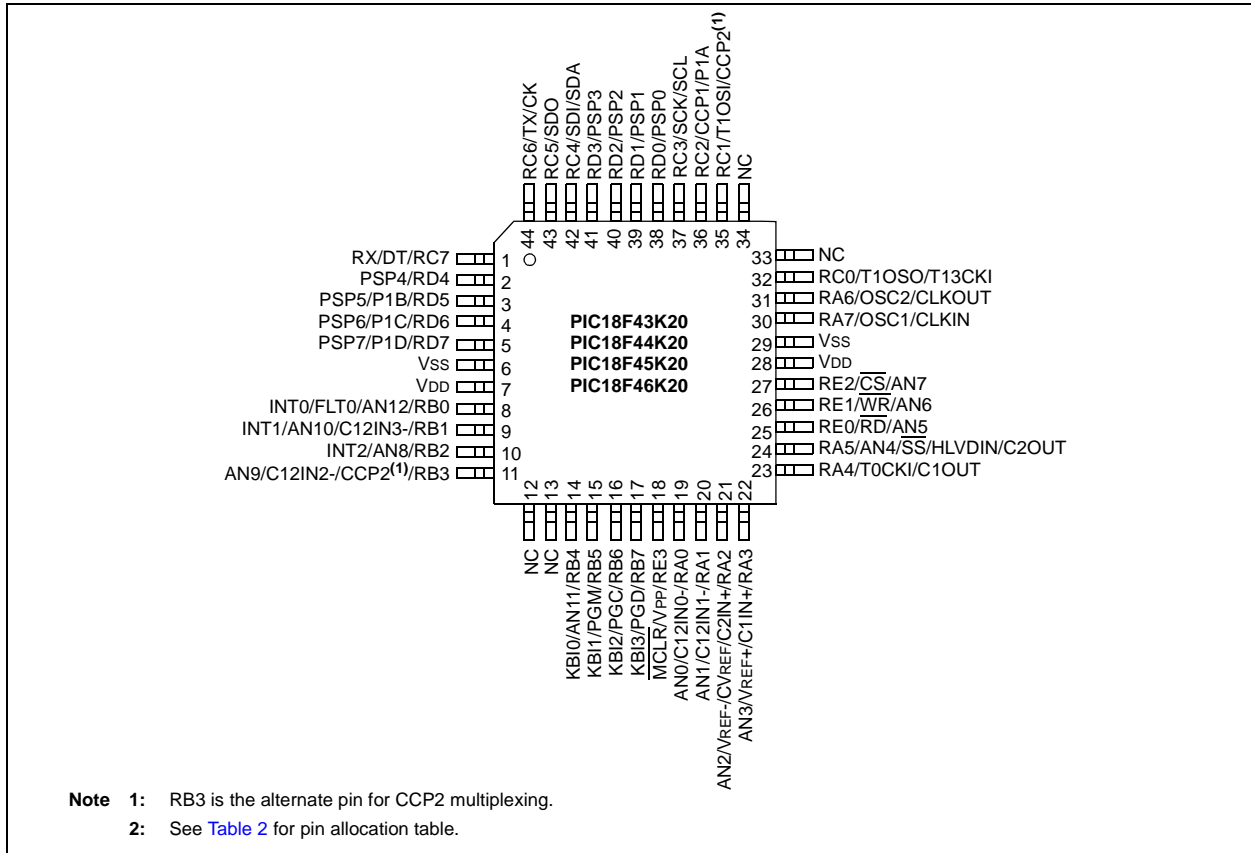 RC6/TX/CK
RC5/SDO
RC4/SDI/SDA
RD3/PSP3
RD2/PSP2
RD1/PSP1
RD0/PSP0
RC3/SCK/SCL
RC2/CCP1/P1A
RC1/T1OSI/CCP2(1)
NC
44
43
42
41
40
39
38
37
36
35
34
RX/DT/RC7 1
PSP4/RD4 2
PSP5/P1B/RD5 3
PSP6/P1C/RD6 4
PSP7/P1D/RD7 5
VSS 6
VDD 7
INT0/FLT0/AN12/RB0 8
INT1/AN10/C12IN3-/RB1 9
INT2/AN8/RB2 10
AN9/C12IN2-/CCP2(1)/RB3 11
PIC18F43K20
PIC18F44K20
PIC18F45K20
PIC18F46K20
33 NC
32 RC0/T1OSO/T13CKI
31 RA6/OSC2/CLKOUT
30 RA7/OSC1/CLKIN
29 VSS
28 VDD
27 RE2/CS/AN7
26 RE1/WR/AN6
25 RE0/RD/AN5
24 RA5/AN4/SS/HLVDIN/C2OUT
23 RA4/T0CKI/C1OUT
12
13
14
15
16
17
18
19
20
21
22
NC
NC
KBI0/AN11/RB4
KBI1/PGM/RB5
KBI2/PGC/RB6
KBI3/PGD/RB7
MCLR/VPP/RE3
AN0/C12IN0-/RA0
AN1/C12IN1-/RA1
AN2/VREF-/CVREF/C2IN+/RA2
AN3/VREF+/C1IN+/RA3
Note 1: RB3 is the alternate pin for CCP2 multiplexing.
2: See Table 2 for pin allocation table.